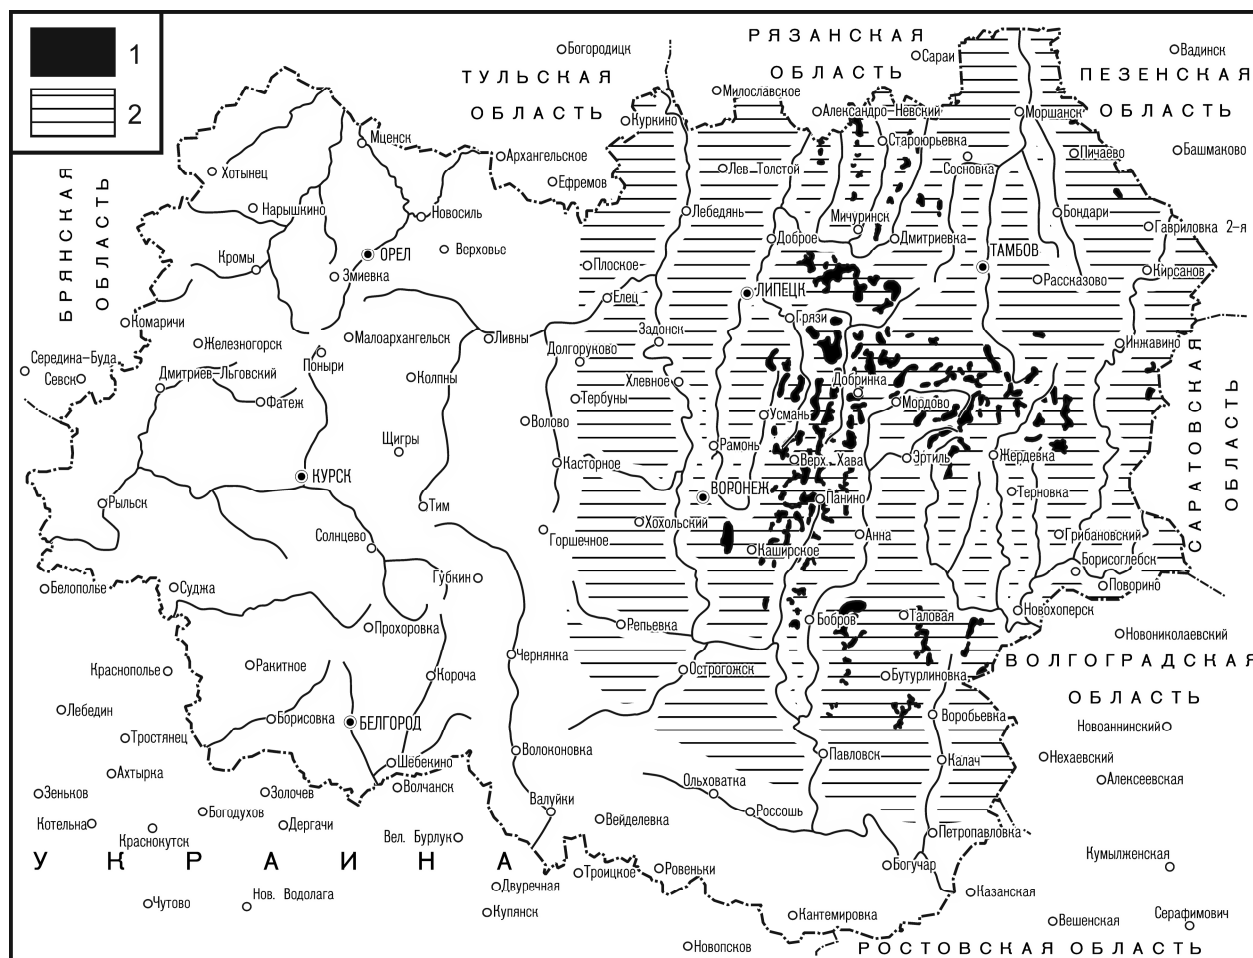 1
2
РЯЗАНСКАЯ
ОБЛАСТЬ
ТУЛЬСКАЯ
ОБЛАСТЬ
ПЕЗЕНСКАЯ
ОБЛАСТЬ
БРЯНСКАЯ
ОБЛАСТЬ
Богородицк
Сараи
Вадинск
Милославское
Куркино
Александро-Невский
Моршанск
Мценск
Староюрьевка
Пичаево
Башмаково
Архангельское
Хотынец
Ефремов
Лев Толстой
Сосновка
Нарышкино
Новосиль
Лебедянь
Мичуринск
Бондари
Гавриловка 2-я
Кромы
ОРЕЛ
Верховье
Доброе
Дмитриевка
ТАМБОВ
Змиевка
Плоское
Рассказово
Кирсанов
Елец
ЛИПЕЦК
Комаричи
Грязи
Железногорск
Малоархангельск
Ливны
Задонск
Инжавино
Середина-Буда
Поныри
Долгоруково
Севск
Дмитриев-Льговский
Колпны
Хлевное
Добринка
Фатеж
Тербуны
Мордово
Волово
Усмань
САРАТОВСКАЯ
ОБЛАСТЬ
Щигры
Рамонь
Касторное
Верх. Хава
Эртиль
Жердевка
КУРСК
ВОРОНЕЖ
Рыльск
Тим
Панино
Терновка
Солнцево
Горшечное
Хохольский
Анна
Грибановский
Каширское
Борисоглебск
Белополье
Суджа
Губкин
Поворино
Прохоровка
Репьевка
Бобров
Таловая
Новохоперск
Новониколаевский
Краснополье
Ракитное
Чернянка
ВОЛГОГРАДСКАЯ
ОБЛАСТЬ
Короча
Острогожск
Бутурлиновка
Лебедин
Борисовка
БЕЛГОРОД
Воробьевка
Новоаннинский
Тростянец
Волоконовка
Павловск
Калач
Нехаевский
Ахтырка
Шебекино
Ольховатка
Алексеевская
Зеньков
Золочев
Волчанск
Валуйки
Богодухов
Россошь
Котельна
Краснокутск
Дергачи
Вел. Бурлук
Вейделевка
Петропавловка
УКРАИНА
Кумылженская
Троицкое
Ровеньки
Богучар
Двуречная
Казанская
Чутово
Нов. Водолага
Купянск
Кантемировка
Вешенская
Серафимович
Новопсков
РОСТОВСКАЯ ОБЛАСТЬ